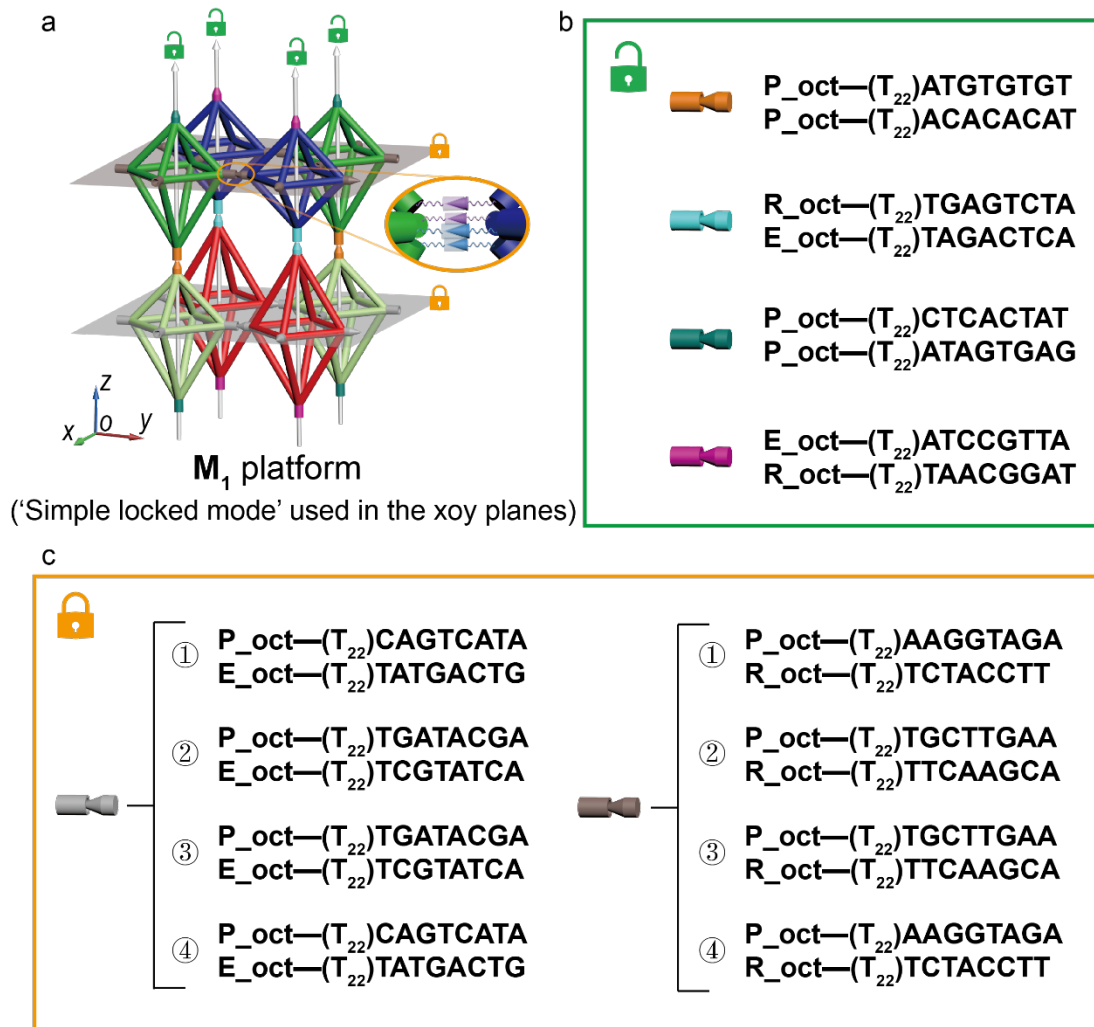 a
z
o
x
y
M₁ platform
('Simple locked mode' used in the xoy planes)
b
P_oct—(T₂₂)ATGTGTGT
P_oct—(T₂₂)ACACACAT
R_oct—(T₂₂)TGAGTCTA
E_oct—(T₂₂)TAGACTCA
P_oct—(T₂₂)CTCACTAT
P_oct—(T₂₂)ATAGTGAG
E_oct—(T₂₂)ATCCGTTA
R_oct—(T₂₂)TAACGGAT
c
①
P_oct—(T₂₂)CAGTCATA
E_oct—(T₂₂)TATGACTG
②
P_oct—(T₂₂)TGATACGA
E_oct—(T₂₂)TCGTATCA
③
P_oct—(T₂₂)TGATACGA
E_oct—(T₂₂)TCGTATCA
④
P_oct—(T₂₂)CAGTCATA
E_oct—(T₂₂)TATGACTG
①
P_oct—(T₂₂)AAGGTAGA
R_oct—(T₂₂)TCTACCTT
②
P_oct—(T₂₂)TGCTTGAA
R_oct—(T₂₂)TTCAAGCA
③
P_oct—(T₂₂)TGCTTGAA
R_oct—(T₂₂)TTCAAGCA
④
P_oct—(T₂₂)AAGGTAGA
R_oct—(T₂₂)TCTACCTT